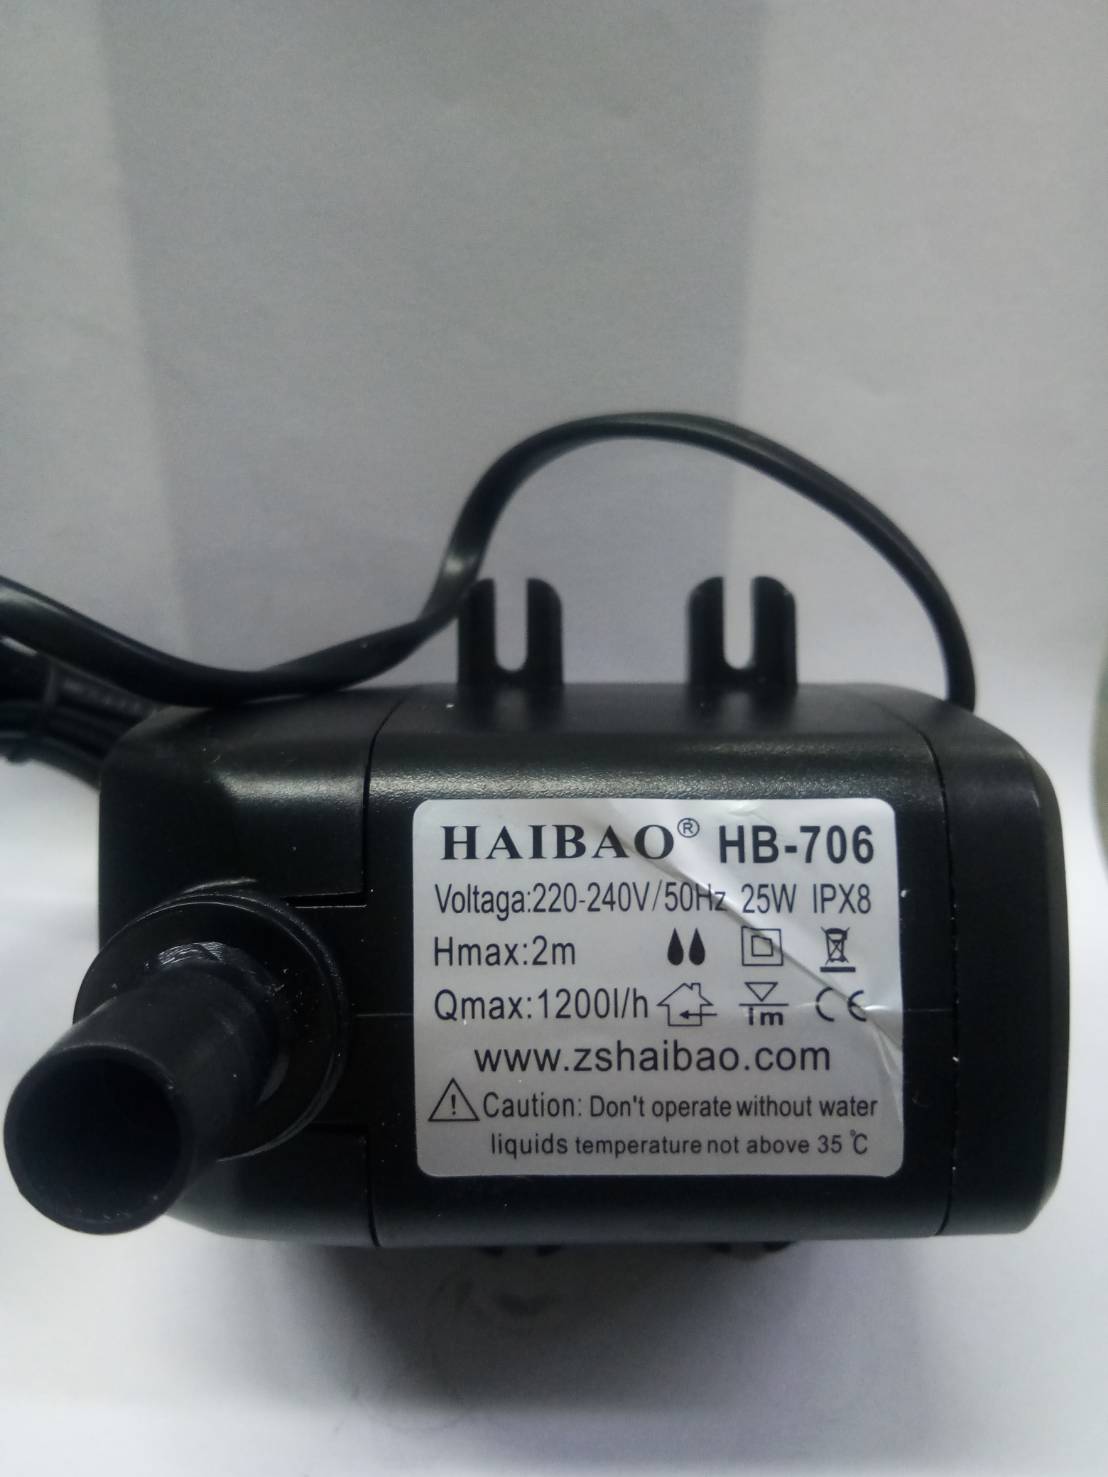 HAIBAO® HB-706
Voltaga:220-240V/50Hz 25W IPX8
Hmax:2m
Qmax:1200l/h 1m CE
www.zshaibao.com
Caution: Don't operate without water
liquids temperature not above 35 ℃